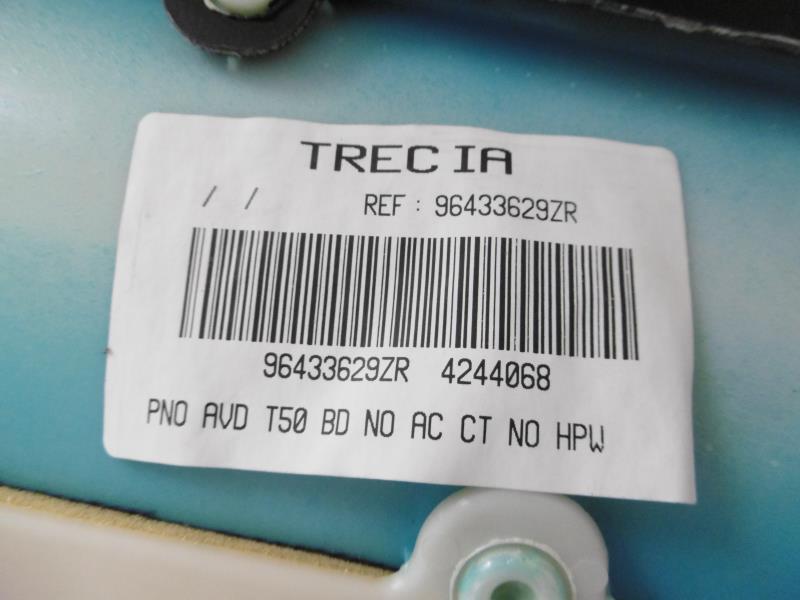 TRECIA
/ / REF : 96433629ZR
96433629ZR 4244068
PNO AVD T50 BD NO AC CT NO HPW